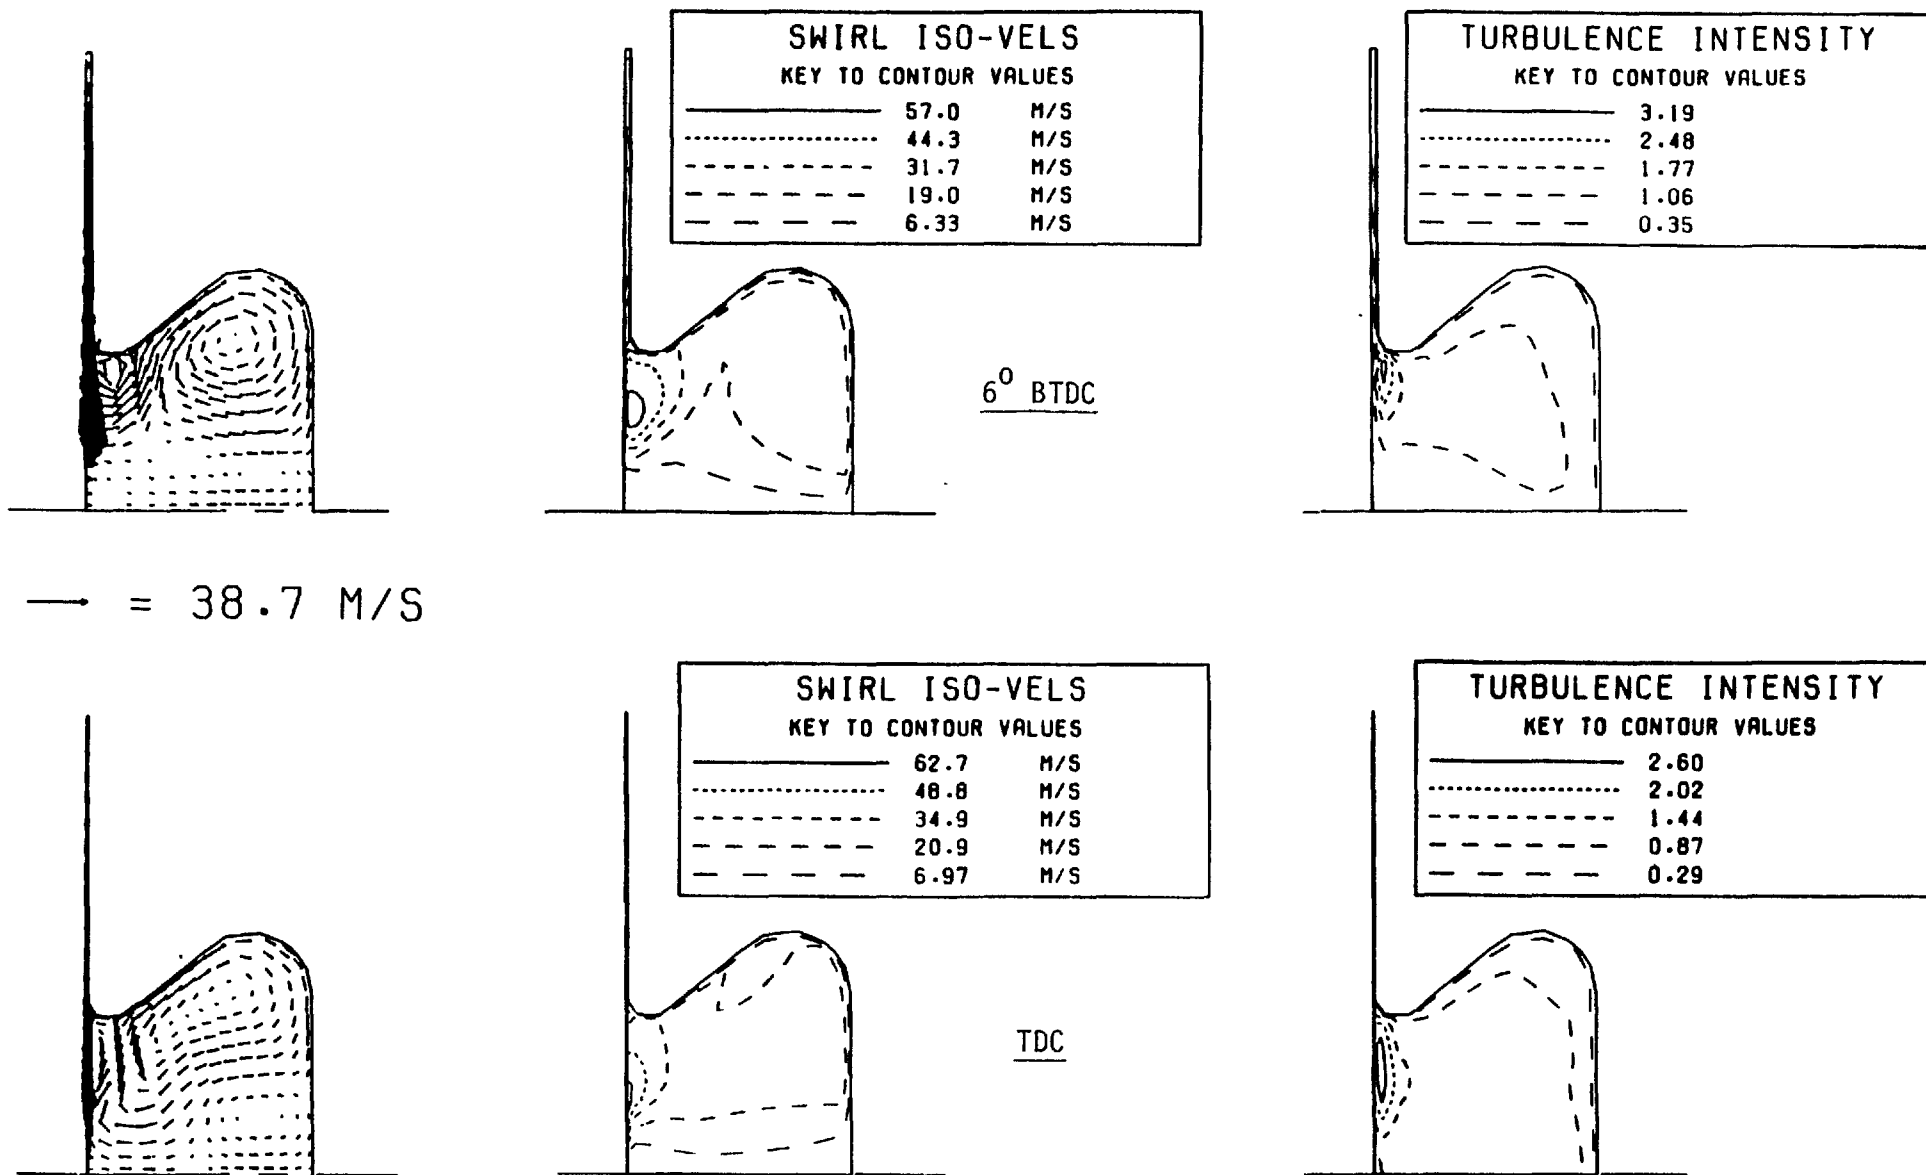 SWIRL ISO-VELS
KEY TO CONTOUR VALUES
57.0 M/S
44.3 M/S
31.7 M/S
19.0 M/S
6.33 M/S
TURBULENCE INTENSITY
KEY TO CONTOUR VALUES
3.19
2.48
1.77
1.06
0.35
6° BTDC
→ = 38.7 M/S
SWIRL ISO-VELS
KEY TO CONTOUR VALUES
62.7 M/S
48.8 M/S
34.9 M/S
20.9 M/S
6.97 M/S
TURBULENCE INTENSITY
KEY TO CONTOUR VALUES
2.60
2.02
1.44
0.87
0.29
TDC